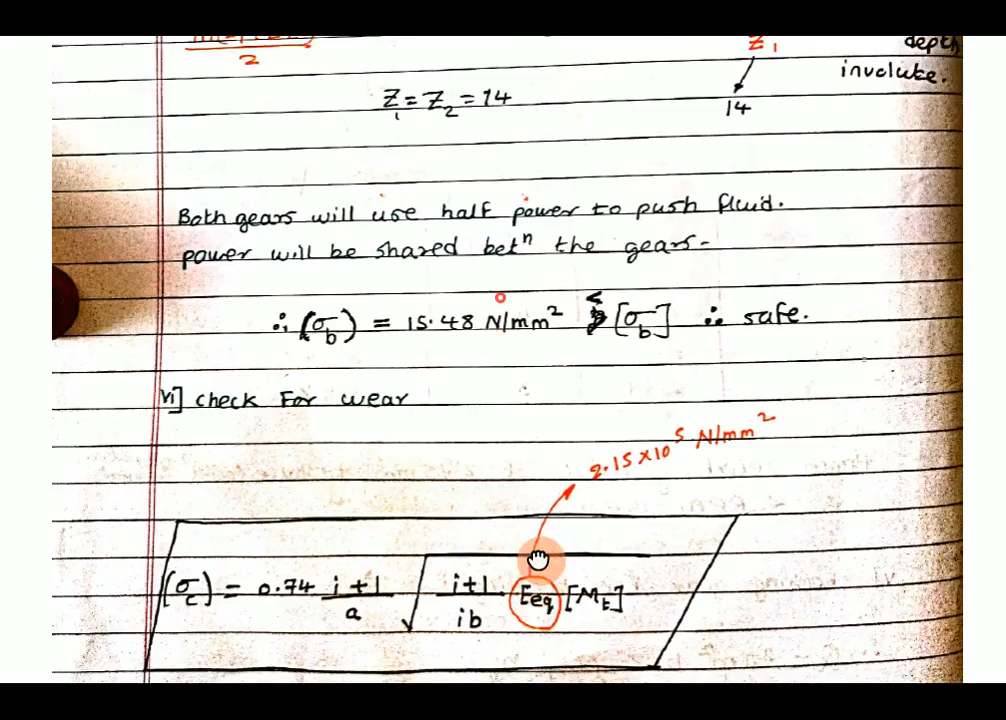 2
Z1
depth
involute.
Z1 = Z2 = 14
14
Both gears will use half power to push fluid.
power will be shared betn the gears-
∴ (σb) = 15.48 N/mm² < [σb] ∴ safe.
vi] check For wear
2.15×10⁵ N/mm²
(σc) = 0.74 i+1/a √(i+1/ib · Eeq [Mt])